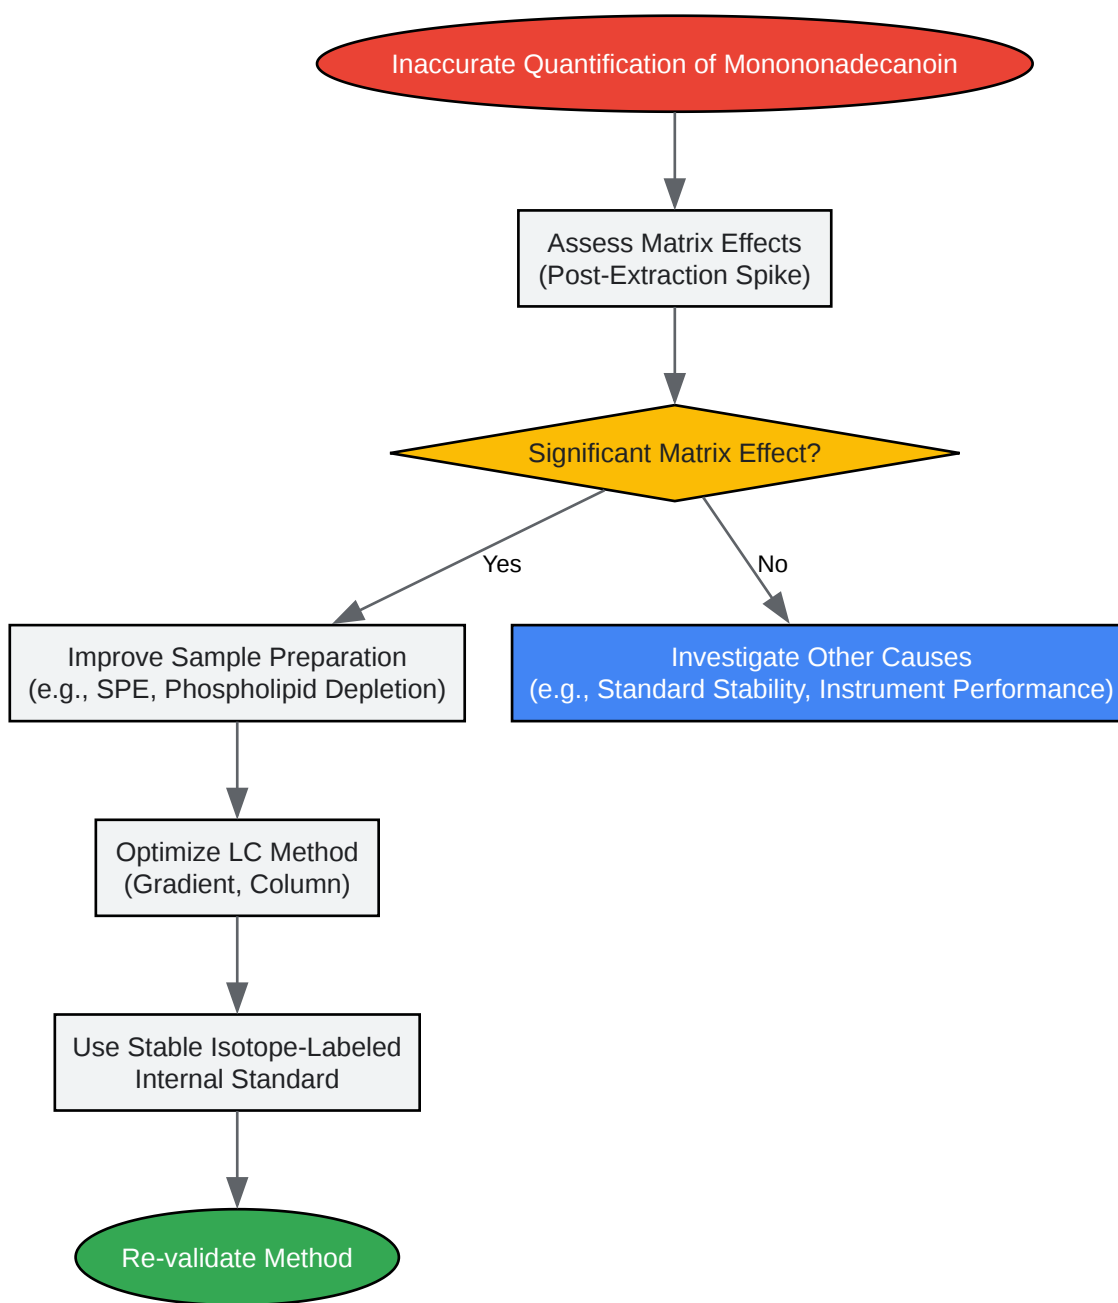 Inaccurate Quantification of Monononadecanoin
Assess Matrix Effects
(Post-Extraction Spike)
Significant Matrix Effect?
Yes
No
Improve Sample Preparation
(e.g., SPE, Phospholipid Depletion)
Investigate Other Causes
(e.g., Standard Stability, Instrument Performance)
Optimize LC Method
(Gradient, Column)
Use Stable Isotope-Labeled
Internal Standard
Re-validate Method